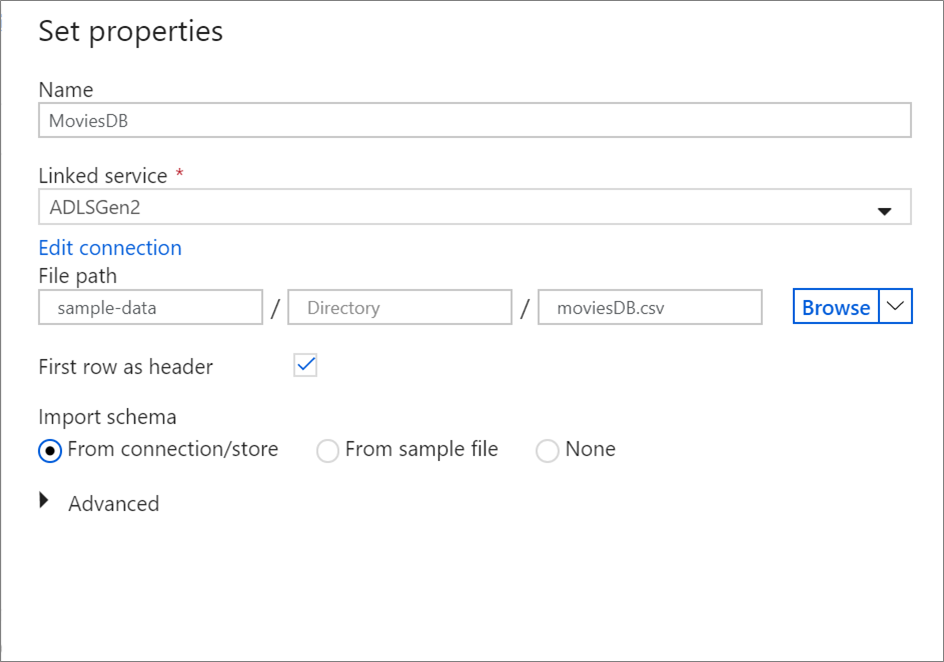 Set properties
Name
MoviesDB
Linked service *
ADLSGen2
Edit connection
File path
sample-data / Directory / moviesDB.csv Browse
First row as header
Import schema
From connection/store From sample file None
Advanced